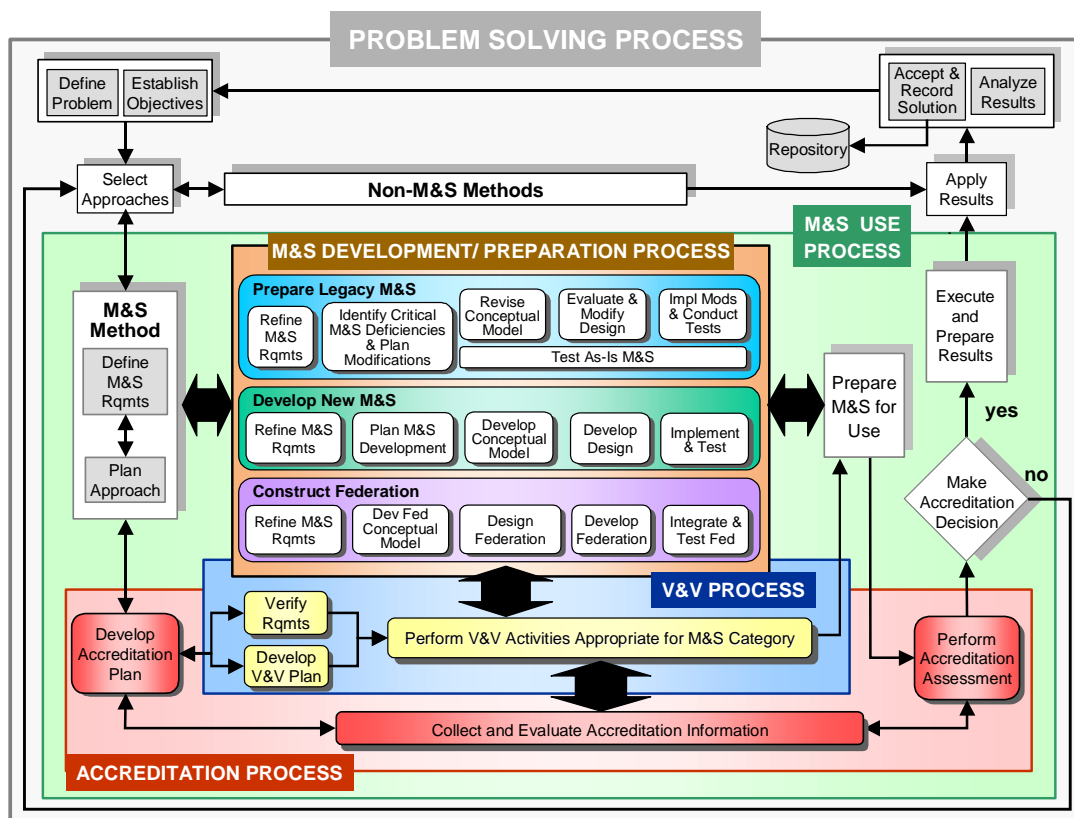 PROBLEM SOLVING PROCESS
Define
Problem
Establish
Objectives
Accept &
Record
Solution
Analyze
Results
Repository
Select
Approaches
Non-M&S Methods
Apply
Results
M&S USE
PROCESS
M&S DEVELOPMENT/ PREPARATION PROCESS
M&S
Method
Define
M&S
Rqmts
Plan
Approach
Prepare Legacy M&S
Refine
M&S
Rqmts
Identify Critical
M&S Deficiencies
& Plan
Modifications
Revise
Conceptual
Model
Evaluate &
Modify
Design
Impl Mods
& Conduct
Tests
Test As-Is M&S
Develop New M&S
Refine M&S
Rqmts
Plan M&S
Development
Develop
Conceptual
Model
Develop
Design
Implement
& Test
Construct Federation
Refine M&S
Rqmts
Dev Fed
Conceptual
Model
Design
Federation
Develop
Federation
Integrate &
Test Fed
Prepare
M&S for
Use
Execute
and
Prepare
Results
yes
no
Make
Accreditation
Decision
V&V PROCESS
Verify
Rqmts
Develop
V&V Plan
Perform V&V Activities Appropriate for M&S Category
Develop
Accreditation
Plan
Perform
Accreditation
Assessment
Collect and Evaluate Accreditation Information
ACCREDITATION PROCESS